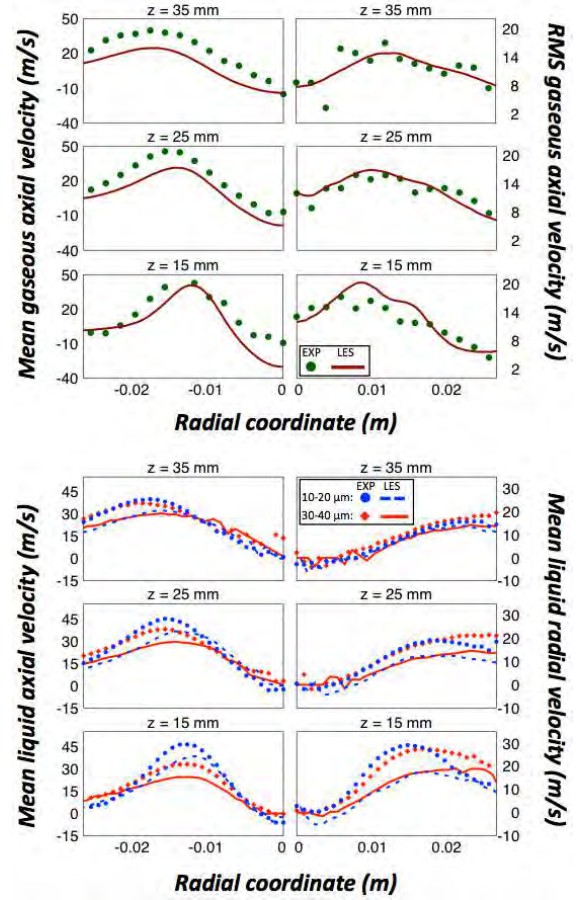 z = 35 mm
50
20
-10
-40
20
14
8
2
z = 25 mm
50
20
-10
-40
20
14
8
2
z = 15 mm
z = 15 mm
50
20
-10
-40
20
14
8
2
EXP LES
-0.02 -0.01 0 0 0.01 0.02
Mean gaseous axial velocity (m/s)
RMS gaseous axial velocity (m/s)
Radial coordinate (m)
z = 35 mm
z = 35 mm
45
30
15
0
-15
30
20
10
0
-10
EXP LES
10-20 μm:
30-40 μm:
z = 25 mm
z = 25 mm
45
30
15
0
-15
30
20
10
0
-10
z = 15 mm
z = 15 mm
45
30
15
0
-15
30
20
10
0
-10
-0.02 -0.01 0 0 0.01 0.02
Mean liquid axial velocity (m/s)
Mean liquid radial velocity (m/s)
Radial coordinate (m)
z = 35 mm
z = 25 mm